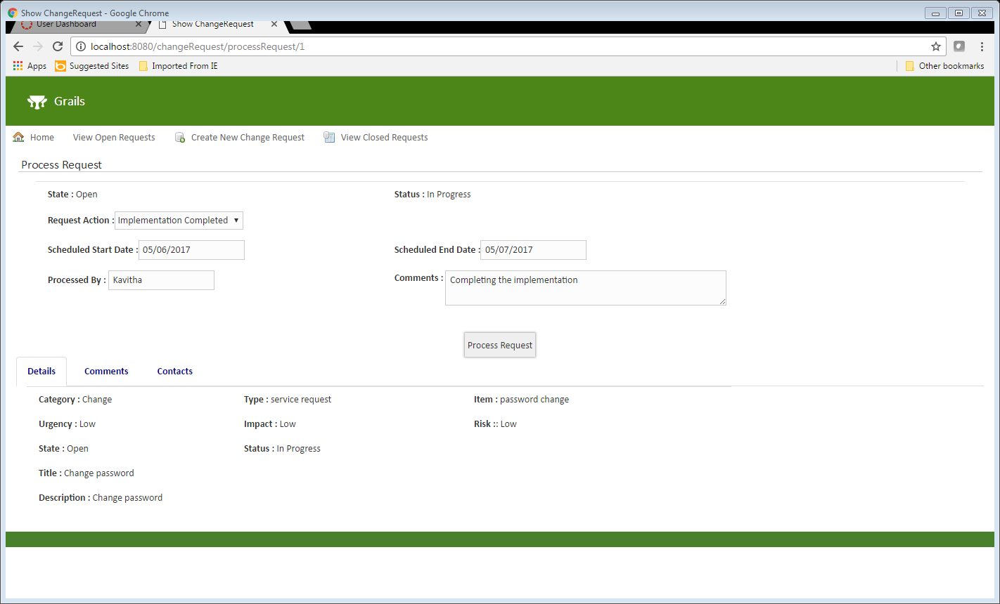 Show ChangeRequest - Google Chrome
User Dashboard Show ChangeRequest
localhost:8080/changeRequest/processRequest/1
Apps Suggested Sites Imported From IE Other bookmarks
Grails
Home View Open Requests Create New Change Request View Closed Requests
Process Request
State : Open Status : In Progress
Request Action : Implementation Completed
Scheduled Start Date : 05/06/2017 Scheduled End Date : 05/07/2017
Processed By : Kavitha Comments : Completing the implementation
Process Request
Details Comments Contacts
Category : Change Type : service request Item : password change
Urgency : Low Impact : Low Risk :: Low
State : Open Status : In Progress
Title : Change password
Description : Change password